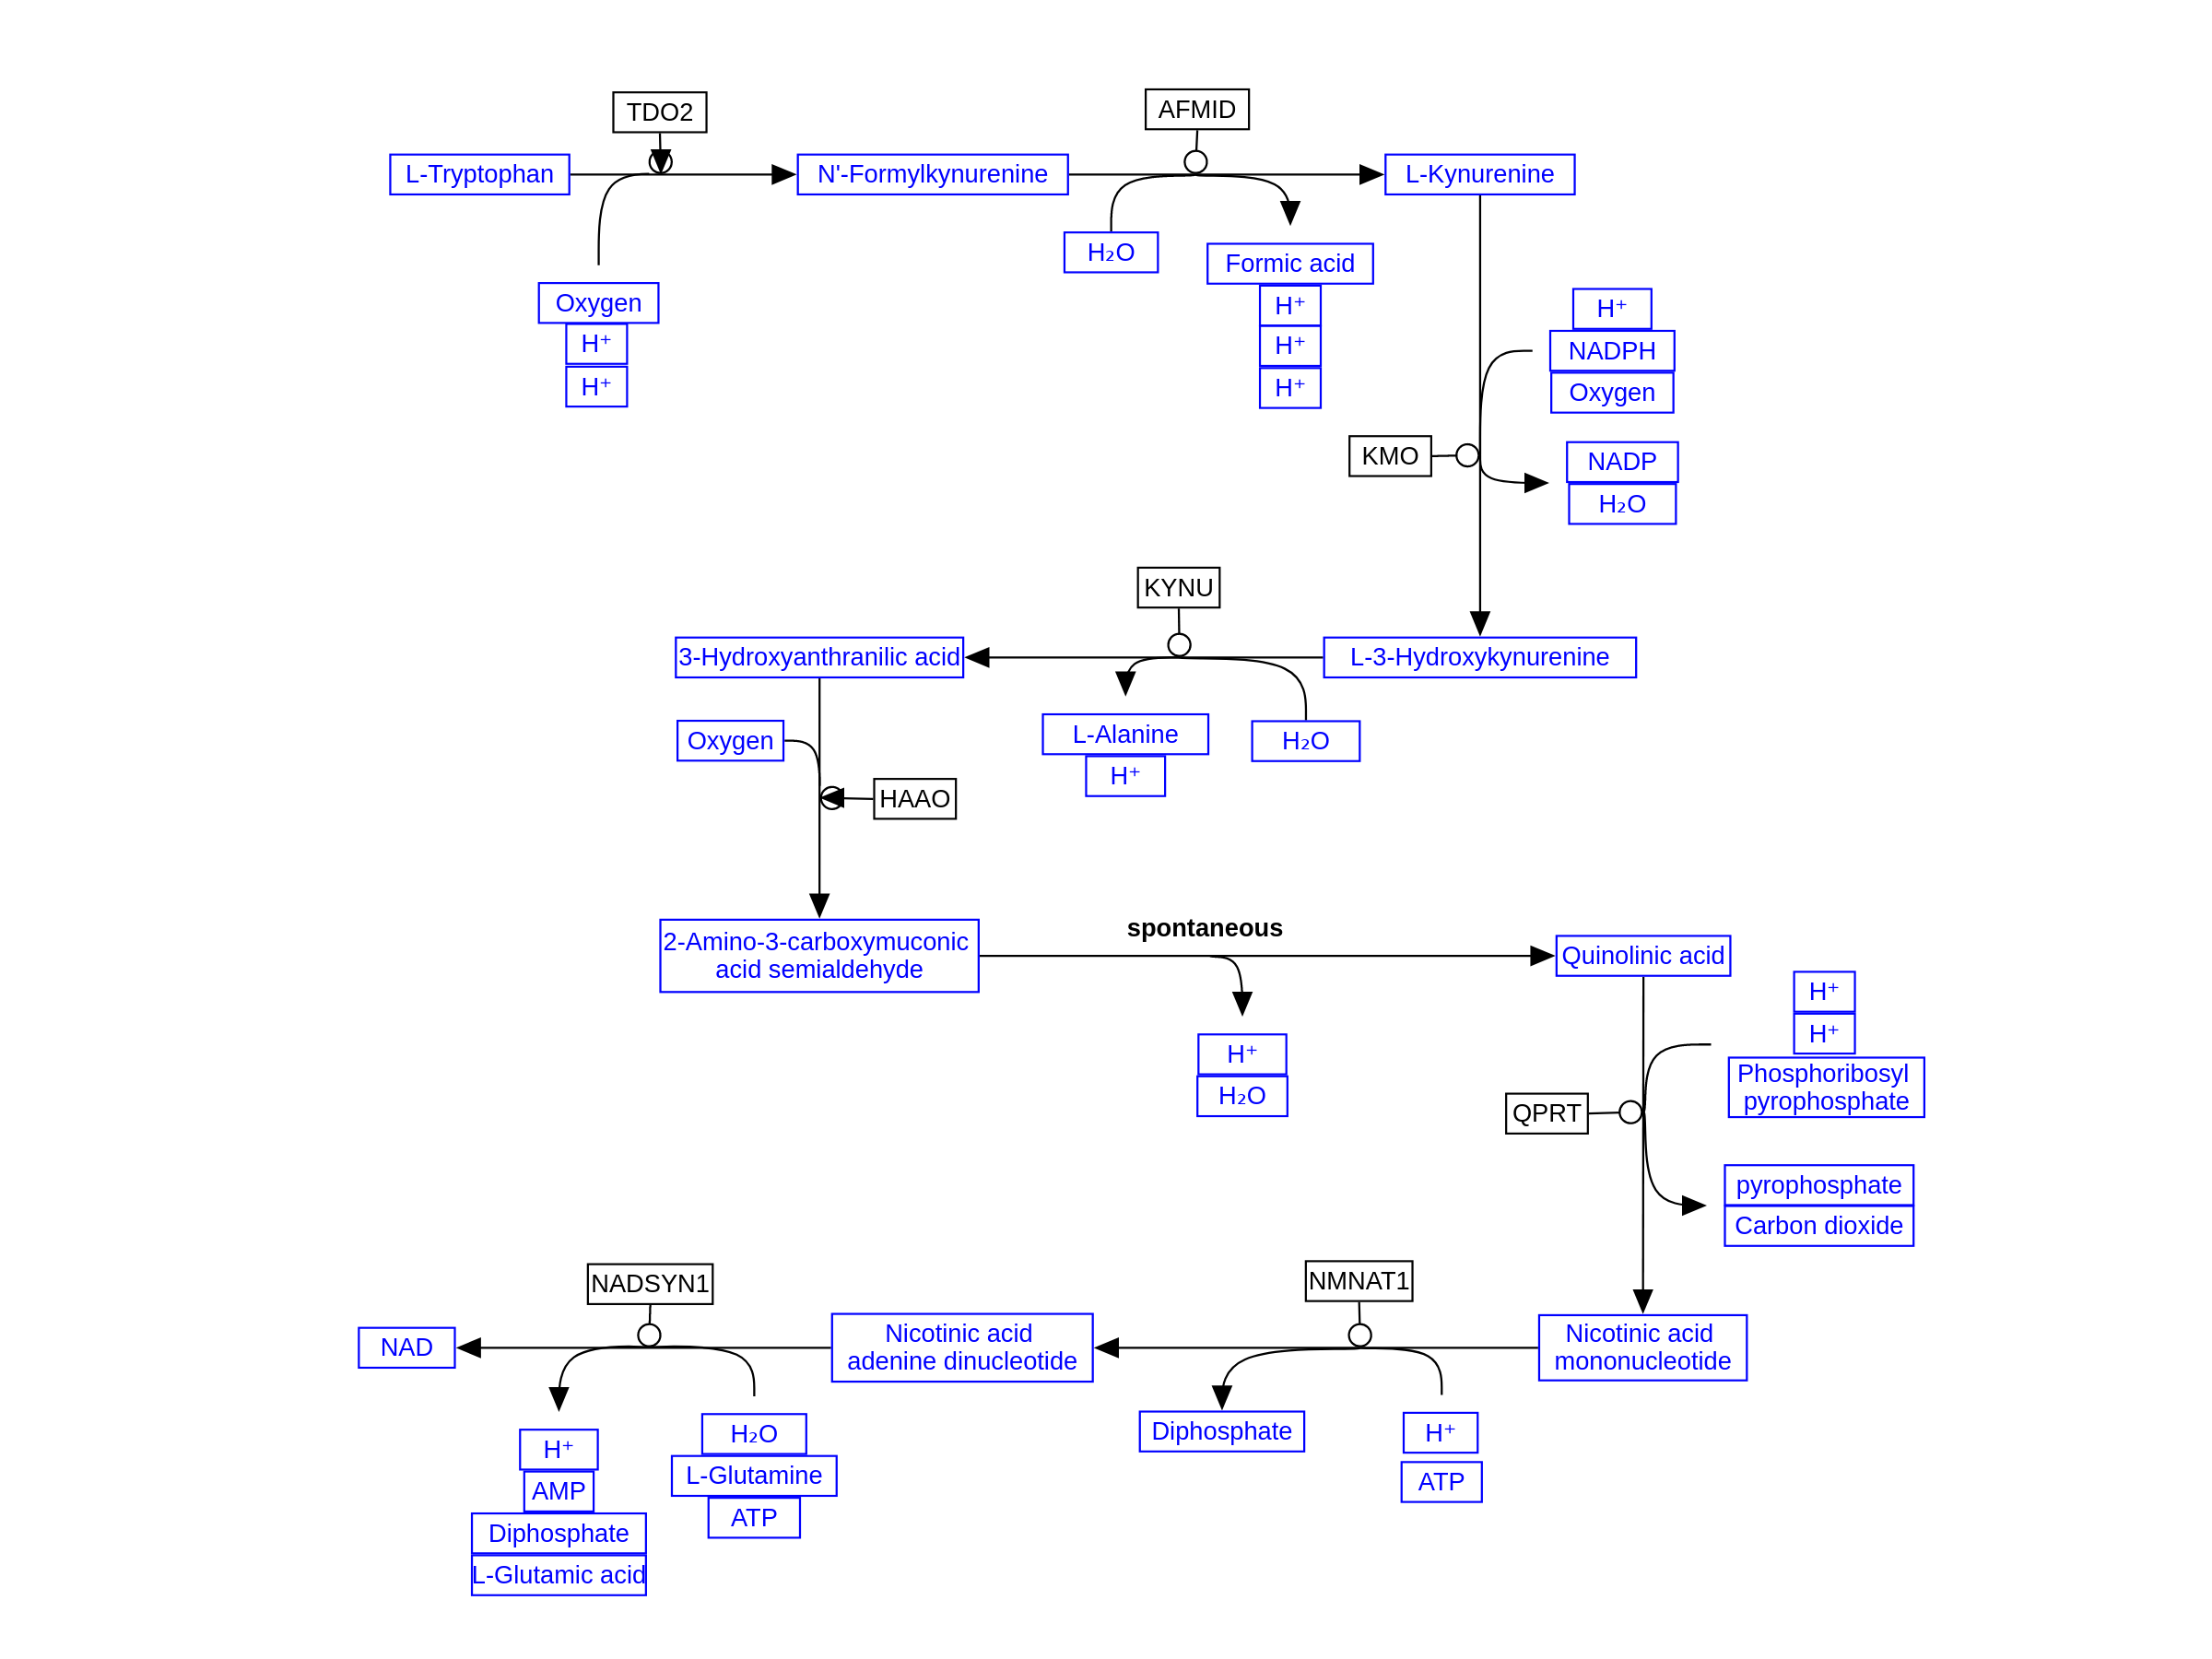 TDO2
AFMID
L-Tryptophan
N'-Formylkynurenine
L-Kynurenine
H₂O
Formic acid
Oxygen
H⁺
H⁺
H⁺
H⁺
H⁺
H⁺
NADPH
Oxygen
KMO
NADP
H₂O
KYNU
3-Hydroxyanthranilic acid
L-3-Hydroxykynurenine
Oxygen
L-Alanine
H₂O
H⁺
HAAO
spontaneous
2-Amino-3-carboxymuconic
acid semialdehyde
Quinolinic acid
H⁺
H₂O
H⁺
H⁺
Phosphoribosyl
pyrophosphate
QPRT
pyrophosphate
Carbon dioxide
NADSYN1
NMNAT1
NAD
Nicotinic acid
adenine dinucleotide
Nicotinic acid
mononucleotide
H⁺
AMP
Diphosphate
L-Glutamic acid
H₂O
L-Glutamine
ATP
Diphosphate
H⁺
ATP